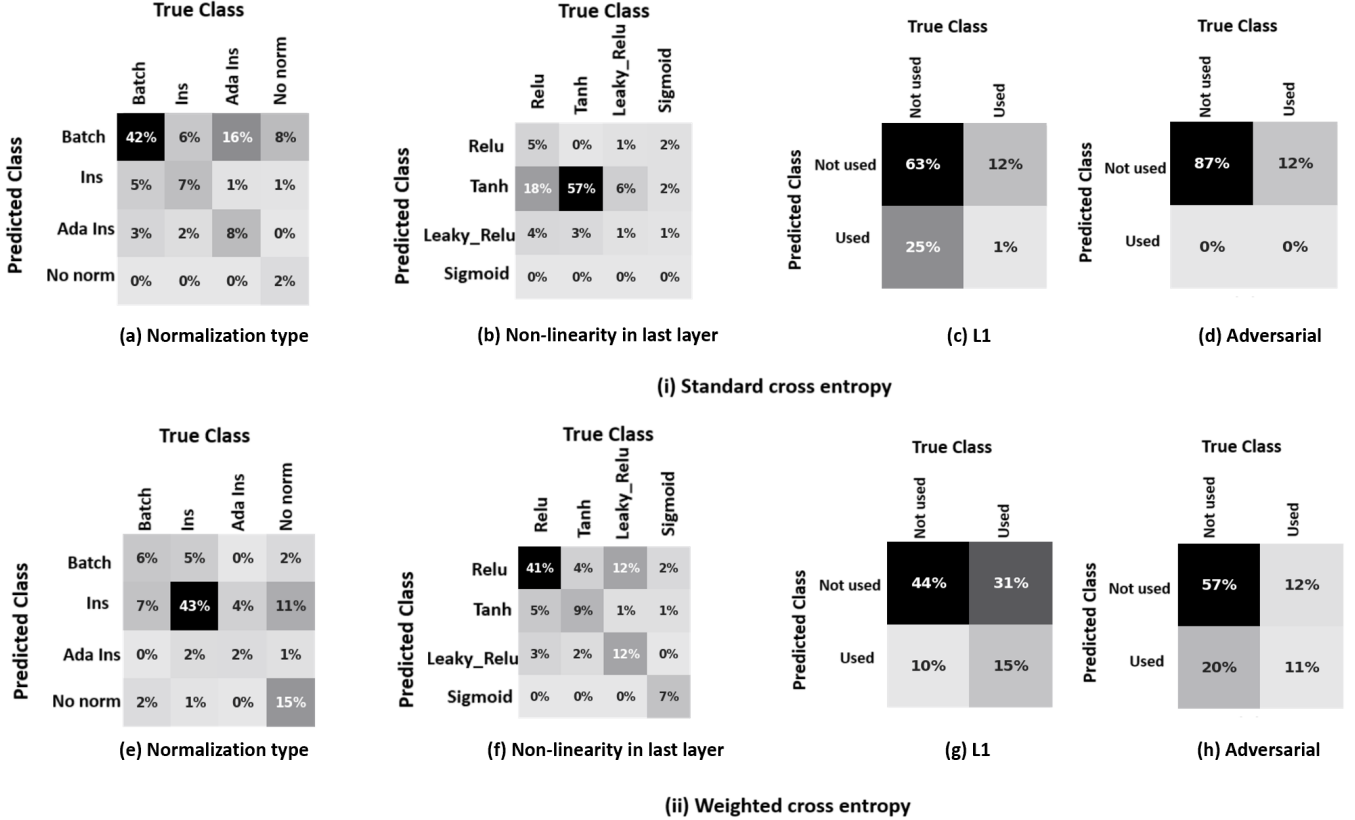 True Class
Batch
Ins
Ada Ins
No norm
Predicted Class
Batch 42% 6% 16% 8%
Ins 5% 7% 1% 1%
Ada Ins 3% 2% 8% 0%
No norm 0% 0% 0% 2%
(a) Normalization type
True Class
Relu
Tanh
Leaky_Relu
Sigmoid
Predicted Class
Relu 5% 0% 1% 2%
Tanh 18% 57% 6% 2%
Leaky_Relu 4% 3% 1% 1%
Sigmoid 0% 0% 0% 0%
(b) Non-linearity in last layer
True Class
Not used
Used
Predicted Class
Not used 63% 12%
Used 25% 1%
(c) L1
True Class
Not used
Used
Predicted Class
Not used 87% 12%
Used 0% 0%
(d) Adversarial
(i) Standard cross entropy
True Class
Batch
Ins
Ada Ins
No norm
Predicted Class
Batch 6% 5% 0% 2%
Ins 7% 43% 4% 11%
Ada Ins 0% 2% 2% 1%
No norm 2% 1% 0% 15%
(e) Normalization type
True Class
Relu
Tanh
Leaky_Relu
Sigmoid
Predicted Class
Relu 41% 4% 12% 2%
Tanh 5% 9% 1% 1%
Leaky_Relu 3% 2% 12% 0%
Sigmoid 0% 0% 0% 7%
(f) Non-linearity in last layer
True Class
Not used
Used
Predicted Class
Not used 44% 31%
Used 10% 15%
(g) L1
True Class
Not used
Used
Predicted Class
Not used 57% 12%
Used 20% 11%
(h) Adversarial
(ii) Weighted cross entropy